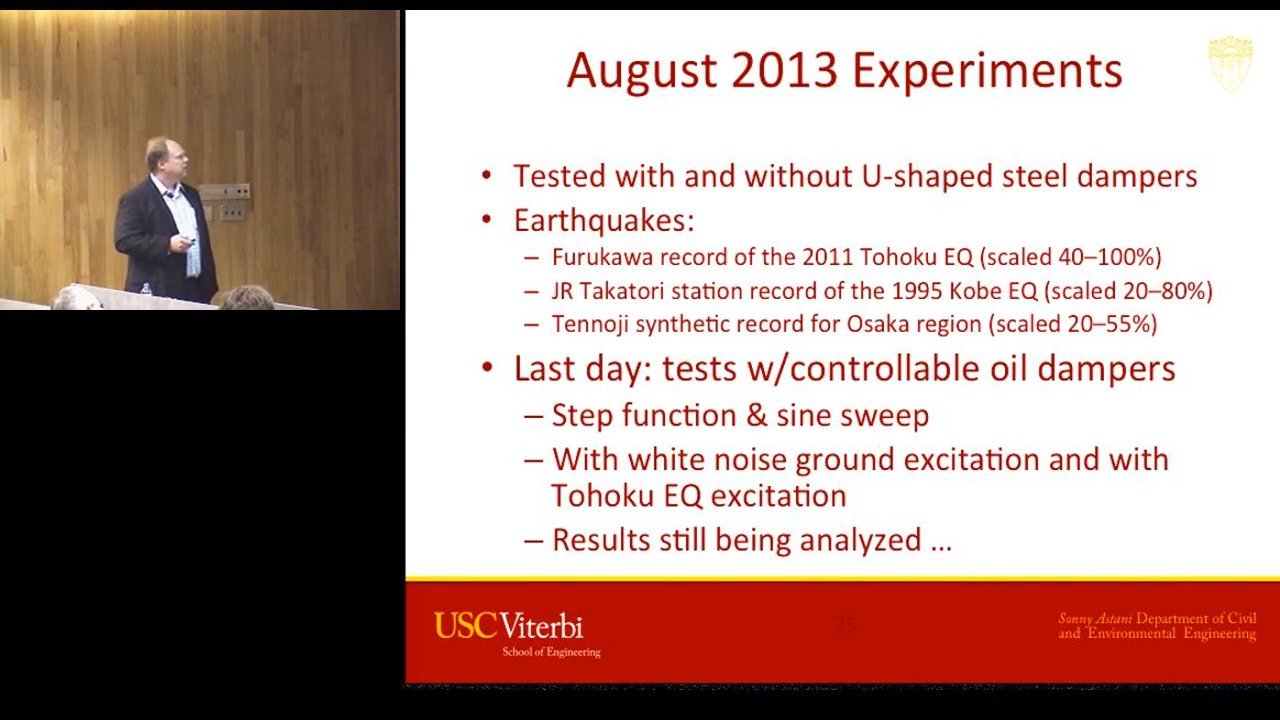 August 2013 Experiments
• Tested with and without U-shaped steel dampers
• Earthquakes:
– Furukawa record of the 2011 Tohoku EQ (scaled 40–100%)
– JR Takatori station record of the 1995 Kobe EQ (scaled 20–80%)
– Tennoji synthetic record for Osaka region (scaled 20–55%)
• Last day: tests w/controllable oil dampers
– Step function & sine sweep
– With white noise ground excitation and with
Tohoku EQ excitation
– Results still being analyzed ...
USC Viterbi
School of Engineering
25
Sonny Astani Department of Civil
and Environmental Engineering